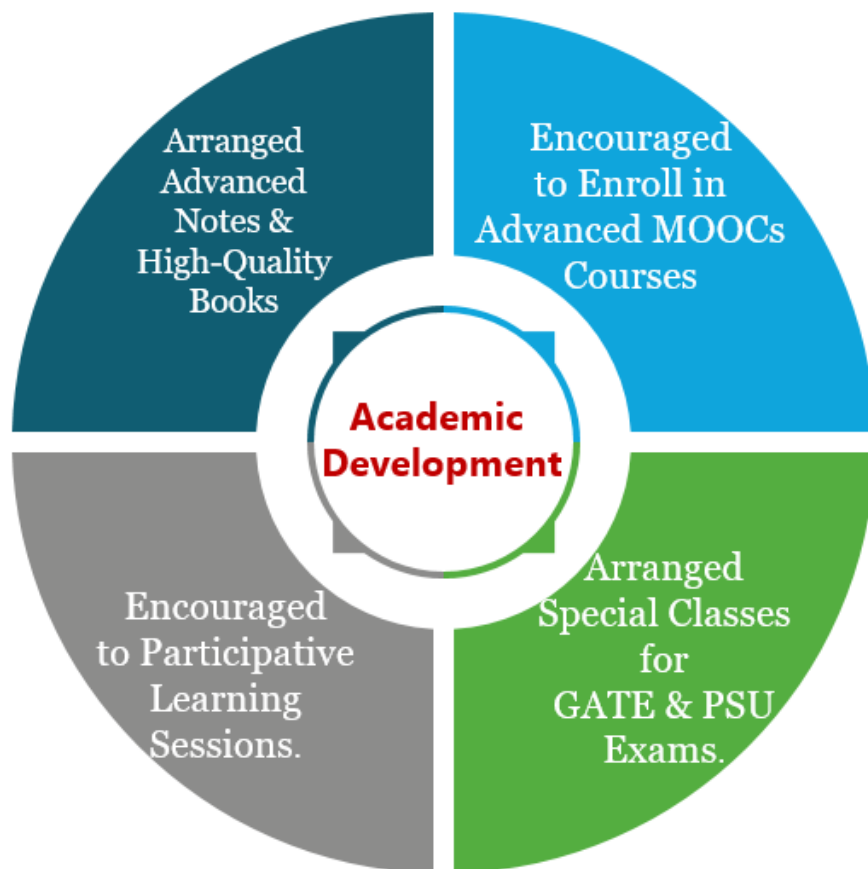 Arranged
Advanced
Notes &
High-Quality
Books
Encouraged
to Enroll in
Advanced MOOCs
Courses
Academic
Development
Encouraged
to Participative
Learning
Sessions.
Arranged
Special Classes
for
GATE & PSU
Exams.